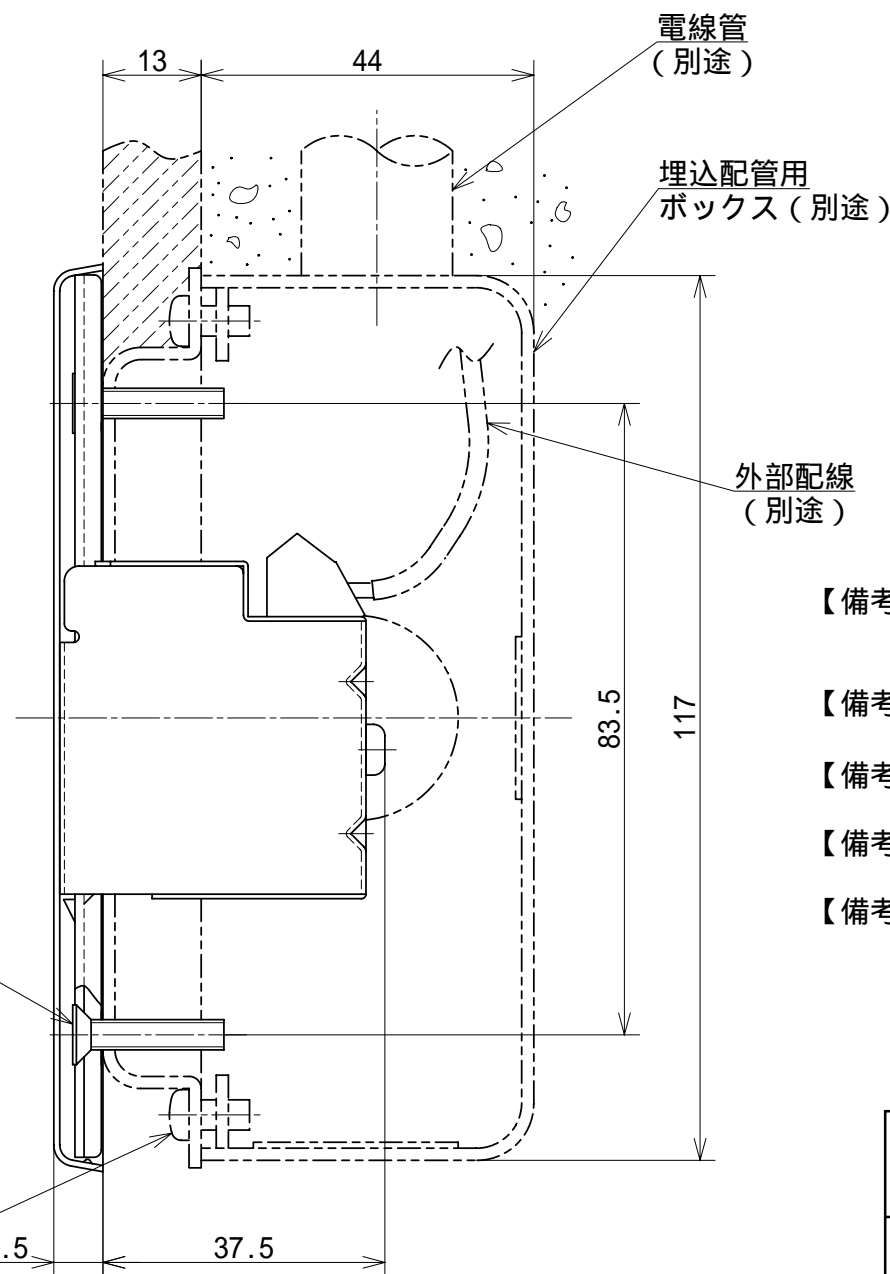 電線管
（別途）
13
44
埋込配管用
ボックス（別途）
外部配線
（別途）
【備考
83.5
117
【備考
【備考
【備考
【備考
.5
37.5